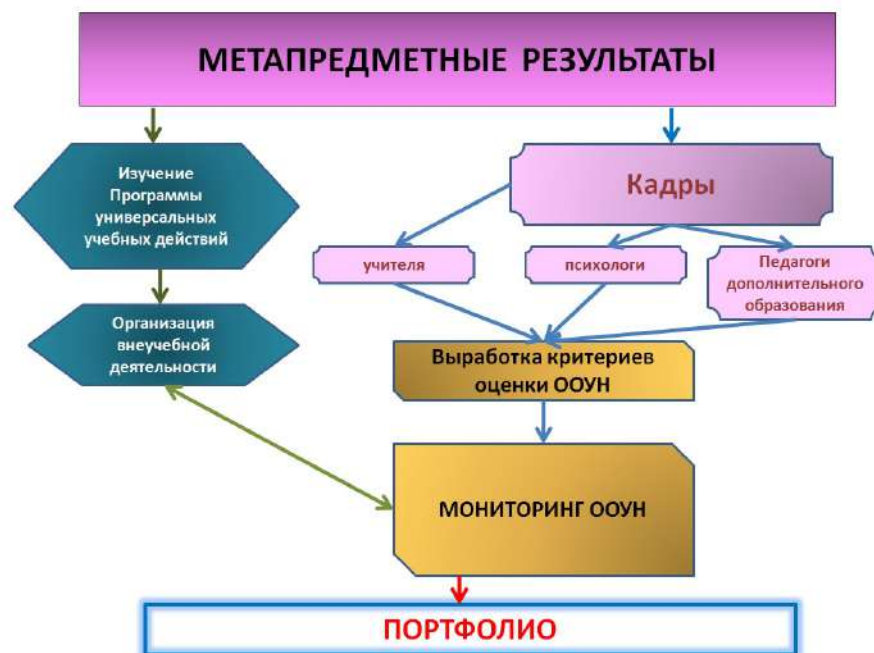 МЕТАПРЕДМЕТНЫЕ РЕЗУЛЬТАТЫ
Изучение
Программы
универсальных
учебных действий
Кадры
учителя
психологи
Педагоги
дополнительного
образования
Организация
внеучебной
деятельности
Выработка критериев
оценки ООУН
МОНИТОРИНГ ООУН
ПОРТФОЛИО